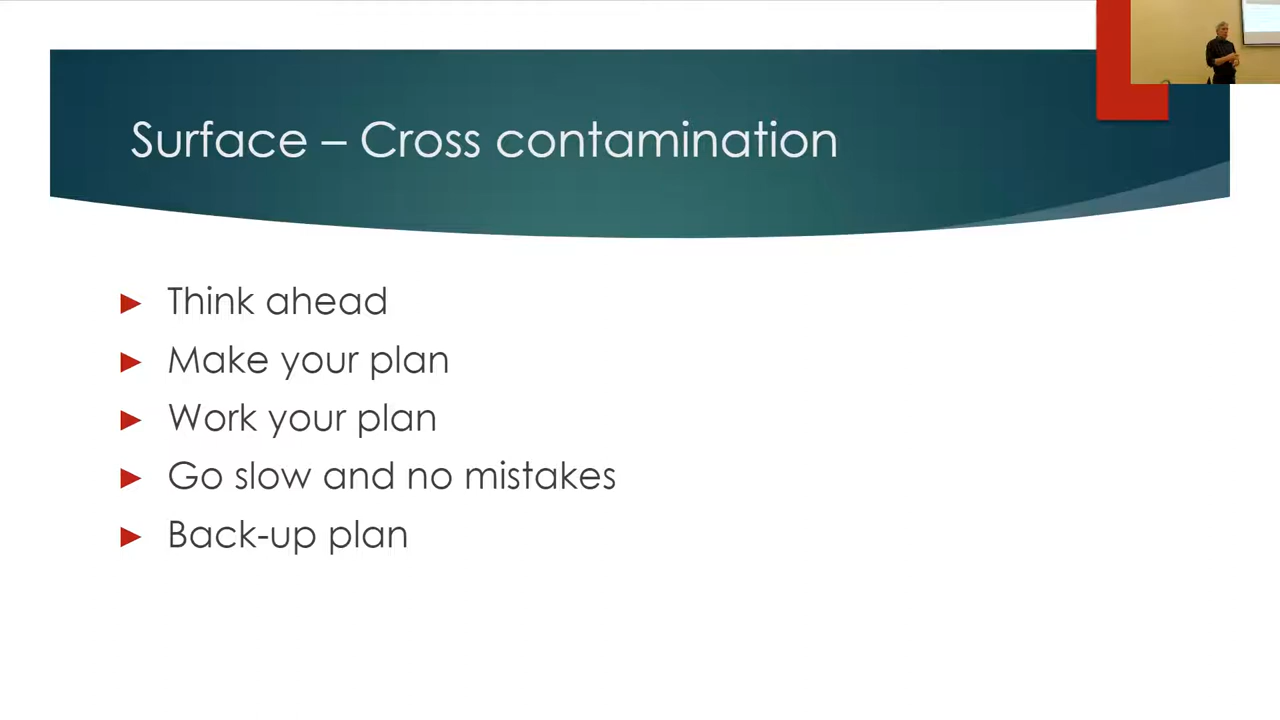 Surface – Cross contamination
Think ahead
Make your plan
Work your plan
Go slow and no mistakes
Back-up plan